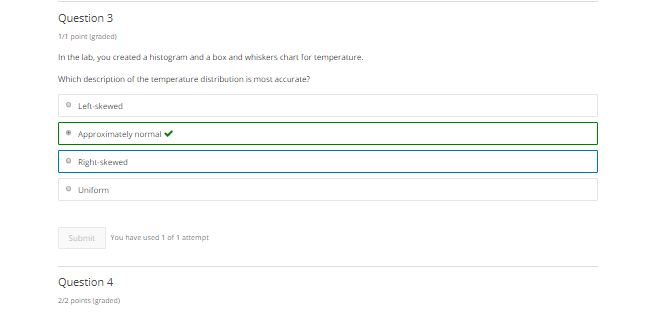 Question 3
1/1 point (graded)
In the lab, you created a histogram and a box and whiskers chart for temperature.
Which description of the temperature distribution is most accurate?
Left-skewed
Approximately normal
Right-skewed
Uniform
Submit You have used 1 of 1 attempt
Question 4
2/2 points (graded)